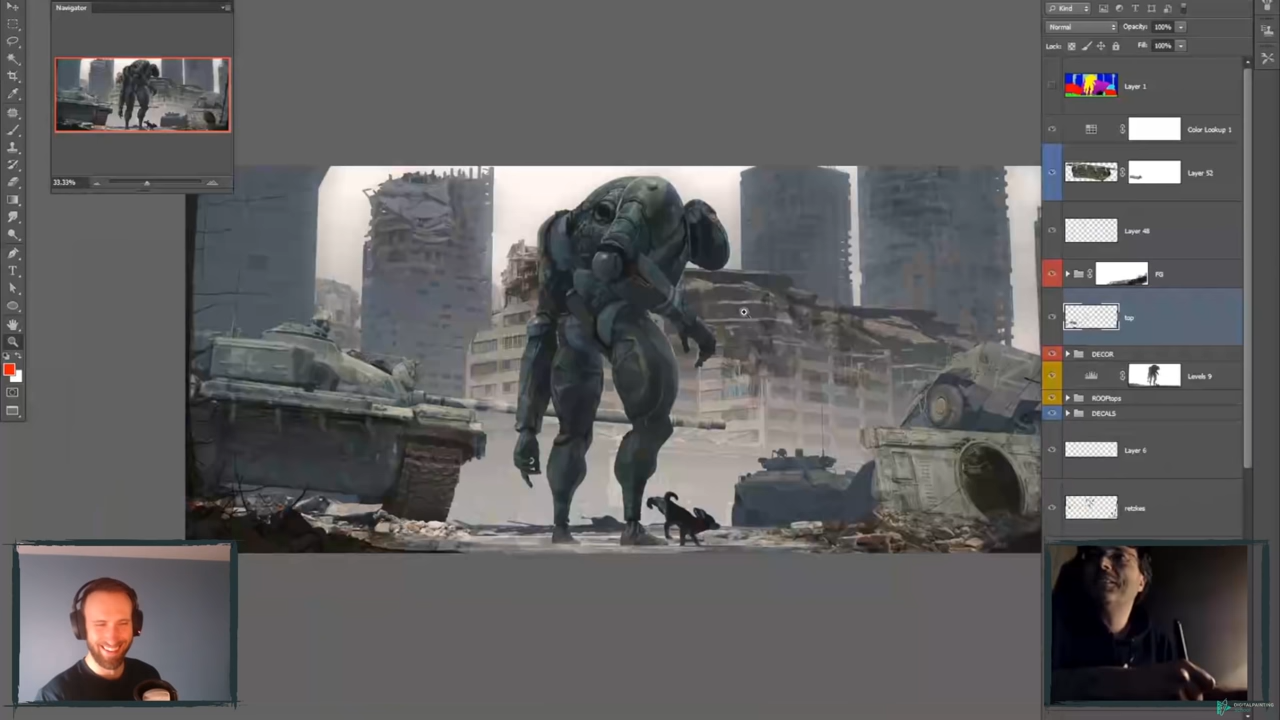 Navigator
33.33%
Kind
Normal
Opacity: 100%
Lock:
Fill: 100%
Layer 1
Color Lookup 1
Layer 52
Layer 48
FG
top
DECOR
Levels 9
ROOFtops
DECALS
Layer 6
DIGITALPAINTING